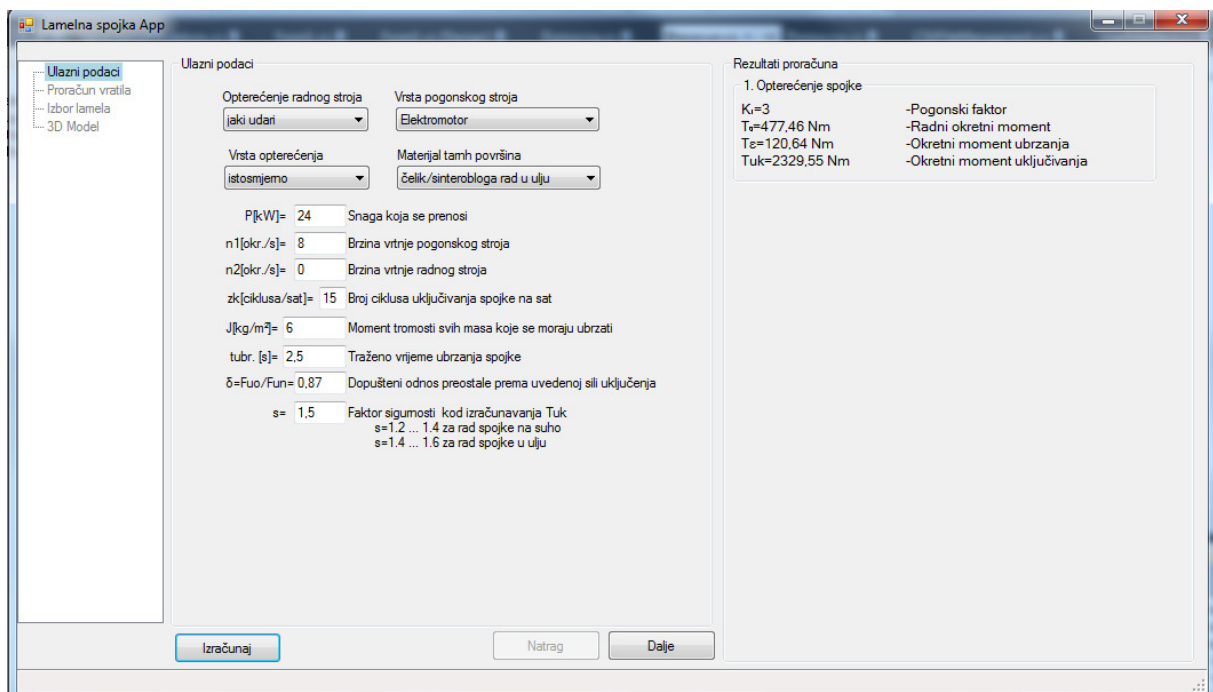 Lamelna spojka App
Ulazni podaci
Proračun vratila
Izbor lamela
3D Model
Ulazni podaci
Opterećenje radnog stroja
Vrsta pogonskog stroja
jaki udari
Elektromotor
Vrsta opterećenja
Materijal tarnh površina
istosmjerno
čelik/sinterobloga rad u ulju
P[kW]= 24 Snaga koja se prenosi
n1[okr./s]= 8 Brzina vrtnje pogonskog stroja
n2[okr./s]= 0 Brzina vrtnje radnog stroja
zk[ciklusa/sat]= 15 Broj ciklusa uključivanja spojke na sat
J[kg/m²]= 6 Moment tromosti svih masa koje se moraju ubrzati
tubr. [s]= 2,5 Traženo vrijeme ubrzanja spojke
δ=Fuo/Fun= 0,87 Dopušteni odnos preostale prema uvedenoj sili uključenja
s= 1,5 Faktor sigurnosti kod izračunavanja Tuk
s=1.2 ... 1.4 za rad spojke na suho
s=1.4 ... 1.6 za rad spojke u ulju
Izračunaj
Natrag
Dalje
Rezultati proračuna
1. Opterećenje spojke
Kᵢ=3 -Pogonski faktor
Tₑ=477,46 Nm -Radni okretni moment
Tε=120,64 Nm -Okretni moment ubrzanja
Tuk=2329,55 Nm -Okretni moment uključivanja